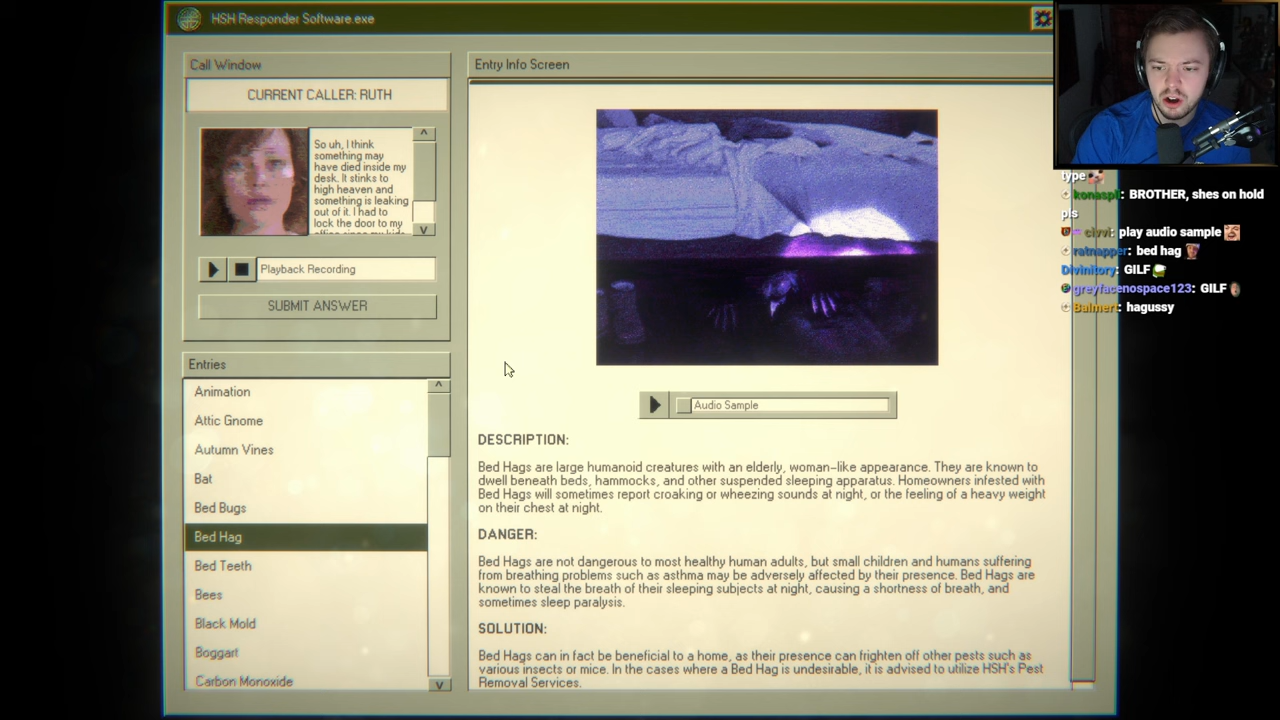 HSH Responder Software.exe
Call Window
CURRENT CALLER: RUTH
So uh, I think
something may
have died inside my
desk. It stinks to
high heaven and
something is leaking
out of it. I had to
lock the door to my
Playback Recording
SUBMIT ANSWER
Entries
Animation
Attic Gnome
Autumn Vines
Bat
Bed Bugs
Bed Hag
Bed Teeth
Bees
Black Mold
Boggart
Carbon Monoxide
Entry Info Screen
Audio Sample
DESCRIPTION:
Bed Hags are large humanoid creatures with an elderly, woman-like appearance. They are known to
dwell beneath beds, hammocks, and other suspended sleeping apparatus. Homeowners infested with
Bed Hags will sometimes report croaking or wheezing sounds at night, or the feeling of a heavy weight
on their chest at night.
DANGER:
Bed Hags are not dangerous to most healthy human adults, but small children and humans suffering
from breathing problems such as asthma may be adversely affected by their presence. Bed Hags are
known to steal the breath of their sleeping subjects at night, causing a shortness of breath, and
sometimes sleep paralysis.
SOLUTION:
Bed Hags can in fact be beneficial to a home, as their presence can frighten off other pests such as
various insects or mice. In the cases where a Bed Hag is undesirable, it is advised to utilize HSH's Pest
Removal Services.
type
konaspli: BROTHER, shes on hold
pls
civvi: play audio sample
ratnapper: bed hag
Divinitory: GILF
greyfacenospace123: GILF
Balmert: hagussy